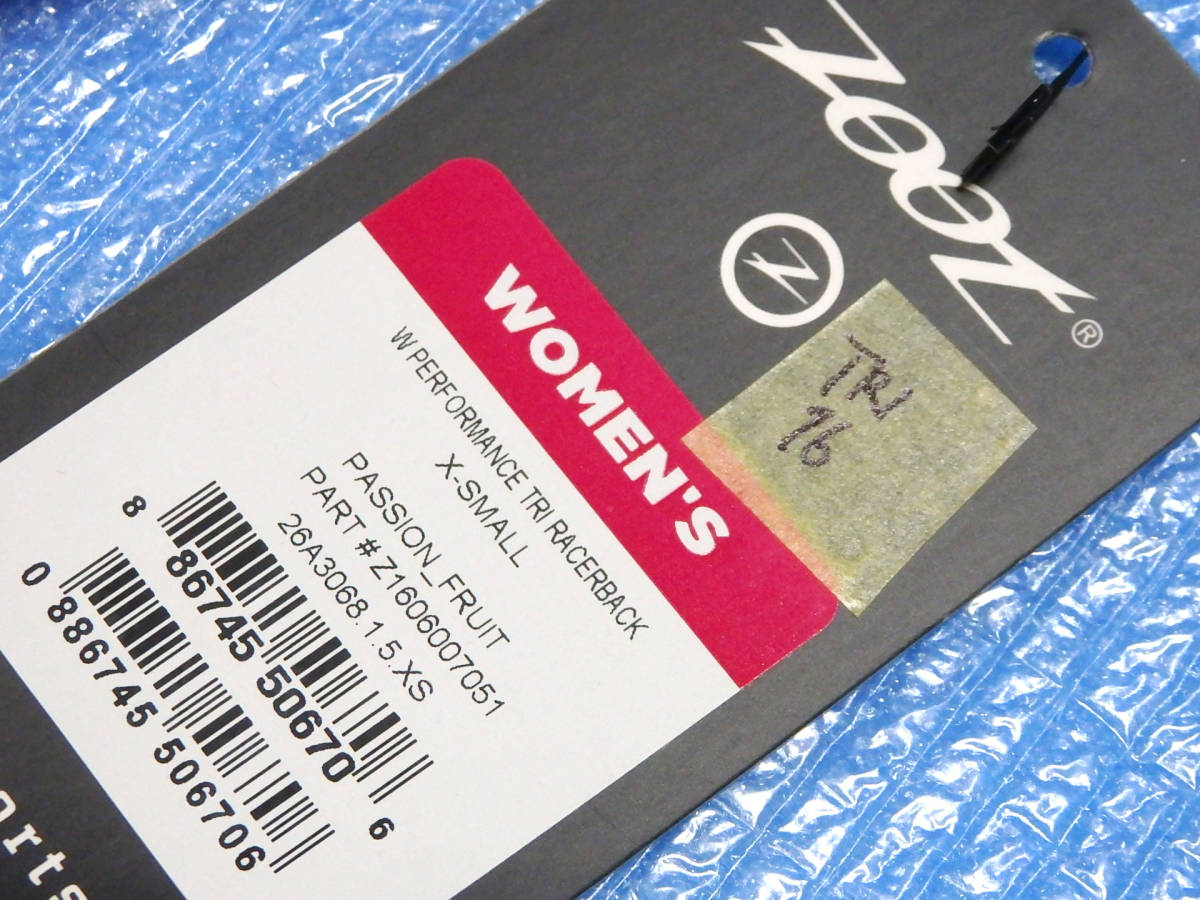 ZOOT®
Z
TRI
16
WOMEN'S
W PERFORMANCE TRI RACERBACK
X-SMALL
PASSION_FRUIT
PART # Z1606007051
26A3068.1.5.XS
8 86745 50670 6
0 886745 506706